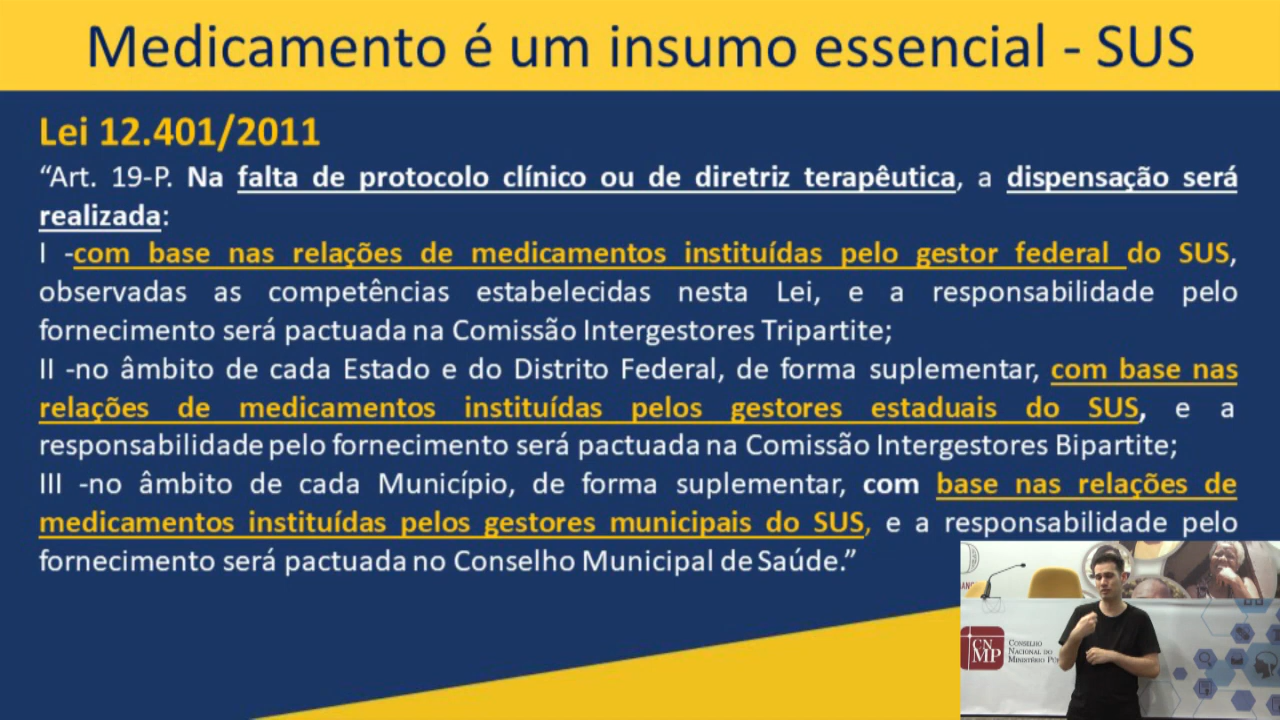 Medicamento é um insumo essencial - SUS
Lei 12.401/2011
“Art. 19-P. Na falta de protocolo clínico ou de diretriz terapêutica, a dispensação será
realizada:
I -com base nas relações de medicamentos instituídas pelo gestor federal do SUS,
observadas as competências estabelecidas nesta Lei, e a responsabilidade pelo
fornecimento será pactuada na Comissão Intergestores Tripartite;
II -no âmbito de cada Estado e do Distrito Federal, de forma suplementar, com base nas
relações de medicamentos instituídas pelos gestores estaduais do SUS, e a
responsabilidade pelo fornecimento será pactuada na Comissão Intergestores Bipartite;
III -no âmbito de cada Município, de forma suplementar, com base nas relações de
medicamentos instituídas pelos gestores municipais do SUS, e a responsabilidade pelo
fornecimento será pactuada no Conselho Municipal de Saúde.”
CN
MP
CONSELHO
NACIONAL DO
MINISTÉRIO